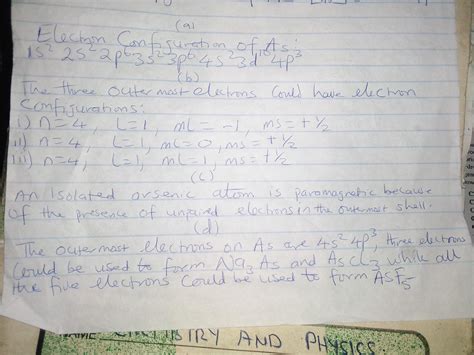 (a)
Electron Configuration of As:
1s² 2s² 2p⁶ 3s² 3p⁶ 4s² 3d¹⁰ 4p³
(b)
The three outermost electrons could have electron
Configurations:
i) n=4, l=1, ml=-1, ms=+½
ii) n=4, l=1, ml=0, ms=+½
iii) n=4, l=1, ml=1, ms=+½
(c)
An isolated arsenic atom is paramagnetic because
of the presence of unpaired electrons in the outermost shell.
(d)
The outermost electrons on As are 4s² 4p³, three electrons
Could be used to form Na₃As and AsCl₃ while all
the five electrons Could be used to form AsF₅
NAME CHEMISTRY AND PHYSICS